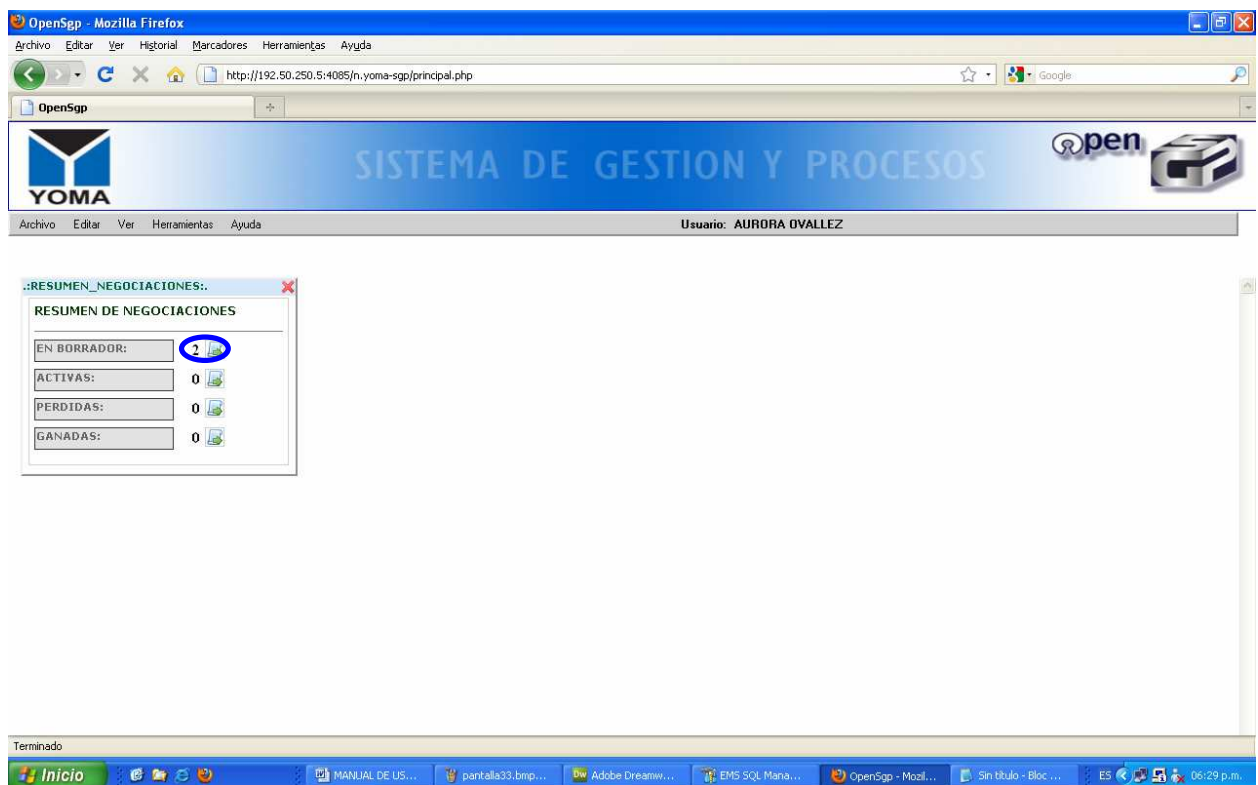 OpenSgp - Mozilla Firefox
Archivo Editar Ver Historial Marcadores Herramientas Ayuda
http://192.50.250.5:4085/n.yoma-sgp/principal.php Google
OpenSgp
YOMA SISTEMA DE GESTION Y PROCESOS open
Archivo Editar Ver Herramientas Ayuda Usuario: AURORA OVALLEZ
.:RESUMEN_NEGOCIACIONES:.
RESUMEN DE NEGOCIACIONES
EN BORRADOR: 2
ACTIVAS: 0
PERDIDAS: 0
GANADAS: 0
Terminado
Inicio MANUAL DE US... pantalla33.bmp... Dw Adobe Dreamw... EMS SQL Mana... OpenSgp - Mozil... Sin título - Bloc ... ES 06:29 p.m.